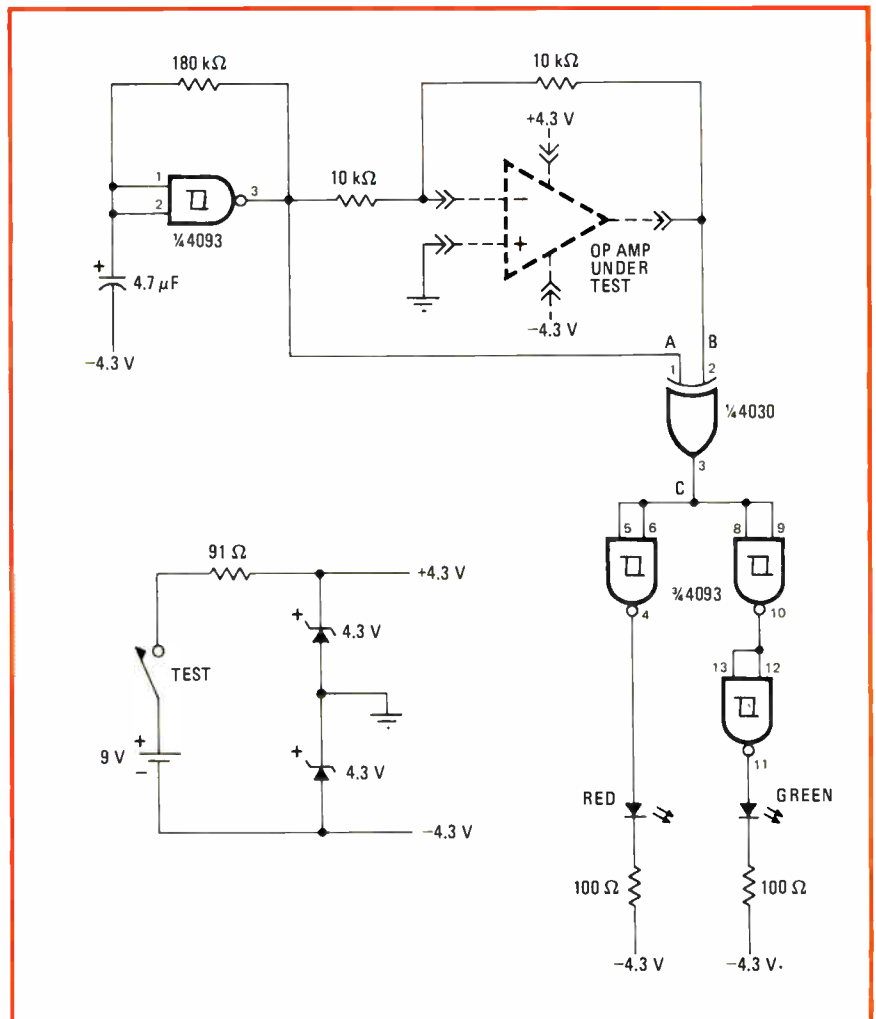 180 kΩ
10 kΩ
+4.3 V
1
2
3
10 kΩ
−
+
¼4093
OP AMP
UNDER
TEST
+
4.7 µF
−4.3 V
−4.3 V
A
B
1
2
¼4030
3
C
5
6
8
9
91 Ω
+4.3 V
¾4093
+
4.3 V
4
10
TEST
13
12
+
9 V
−
+
4.3 V
11
RED
GREEN
−4.3 V
100 Ω
100 Ω
−4.3 V
−4.3 V.